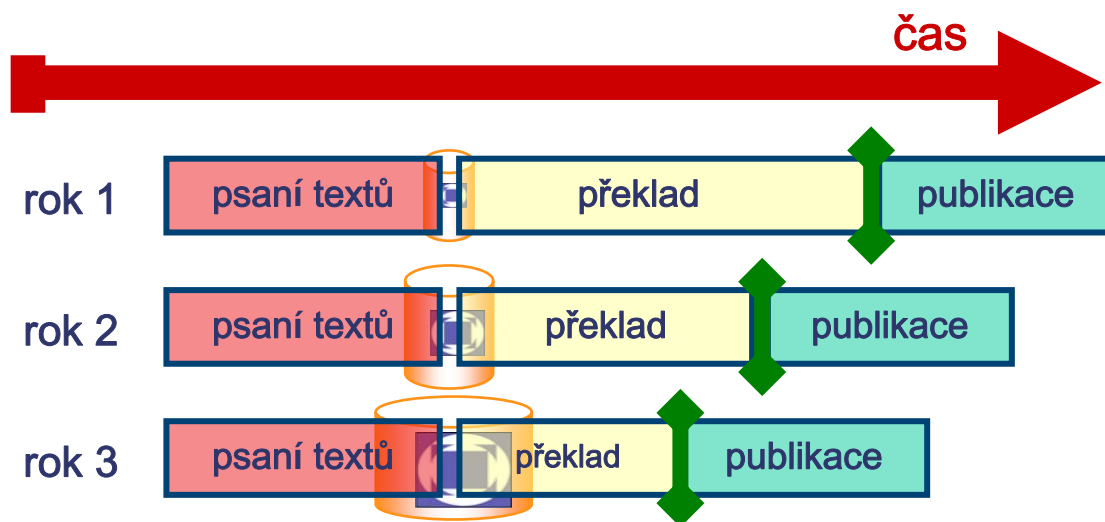 čas
rok 1 psaní textů překlad publikace
rok 2 psaní textů překlad publikace
rok 3 psaní textů překlad publikace